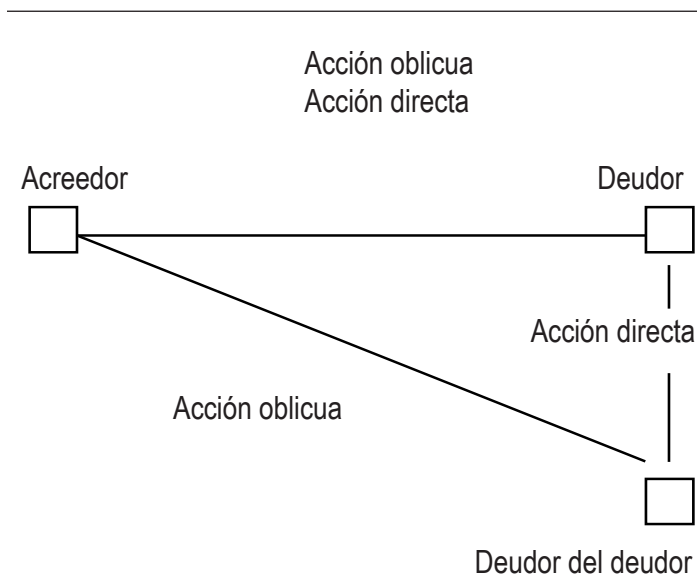 Acción oblicua
Acción directa
Acreedor
Deudor
Acción directa
Acción oblicua
Deudor del deudor